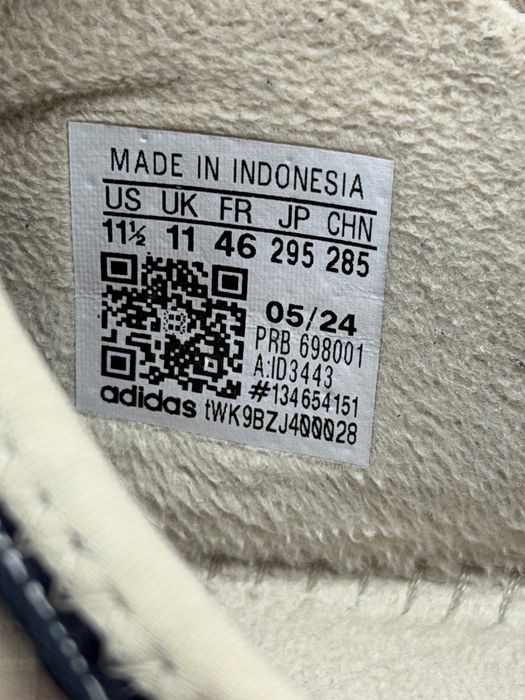 MADE IN INDONESIA
US UK FR JP CHN
11½ 11 46 295 285
05/24
PRB 698001
A:ID3443
#134654151
adidas tWK9BZJ400028